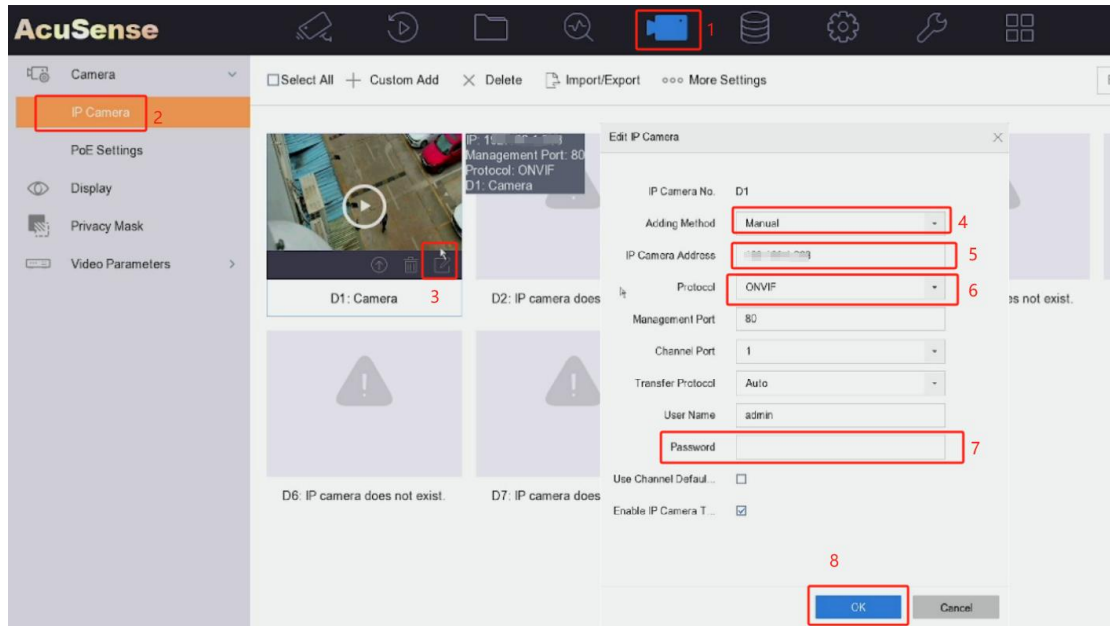 AcuSense
1
Camera
IP Camera
2
PoE Settings
Display
Privacy Mask
Video Parameters
Select All
Custom Add
Delete
Import/Export
More Settings
Management Port: 80
Protocol: ONVIF
D1: Camera
3
D1: Camera
D2: IP camera does
es not exist.
D6: IP camera does not exist.
D7: IP camera does
Edit IP Camera
IP Camera No. D1
Adding Method Manual 4
IP Camera Address 5
Protocol ONVIF 6
Management Port 80
Channel Port 1
Transfer Protocol Auto
User Name admin
Password 7
Use Channel Defaul...
Enable IP Camera T...
8
OK Cancel